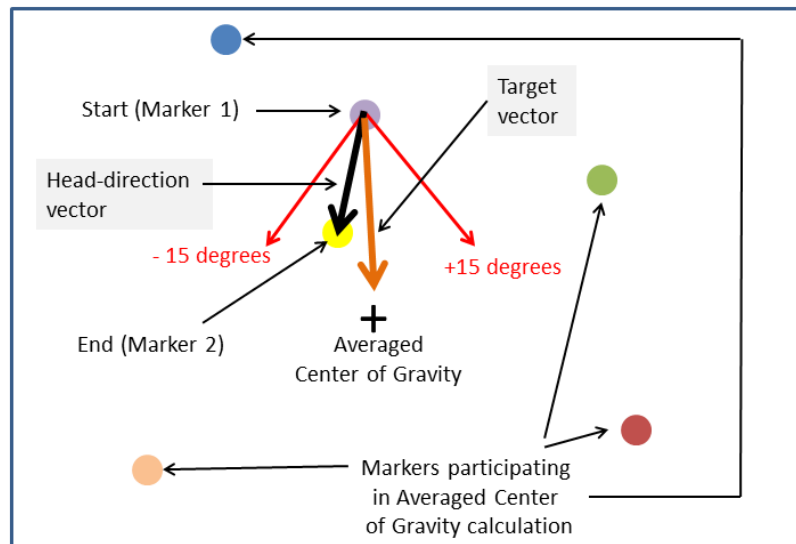 Start (Marker 1)
Target
vector
Head-direction
vector
- 15 degrees
+15 degrees
End (Marker 2)
Averaged
Center of Gravity
Markers participating
in Averaged Center
of Gravity calculation